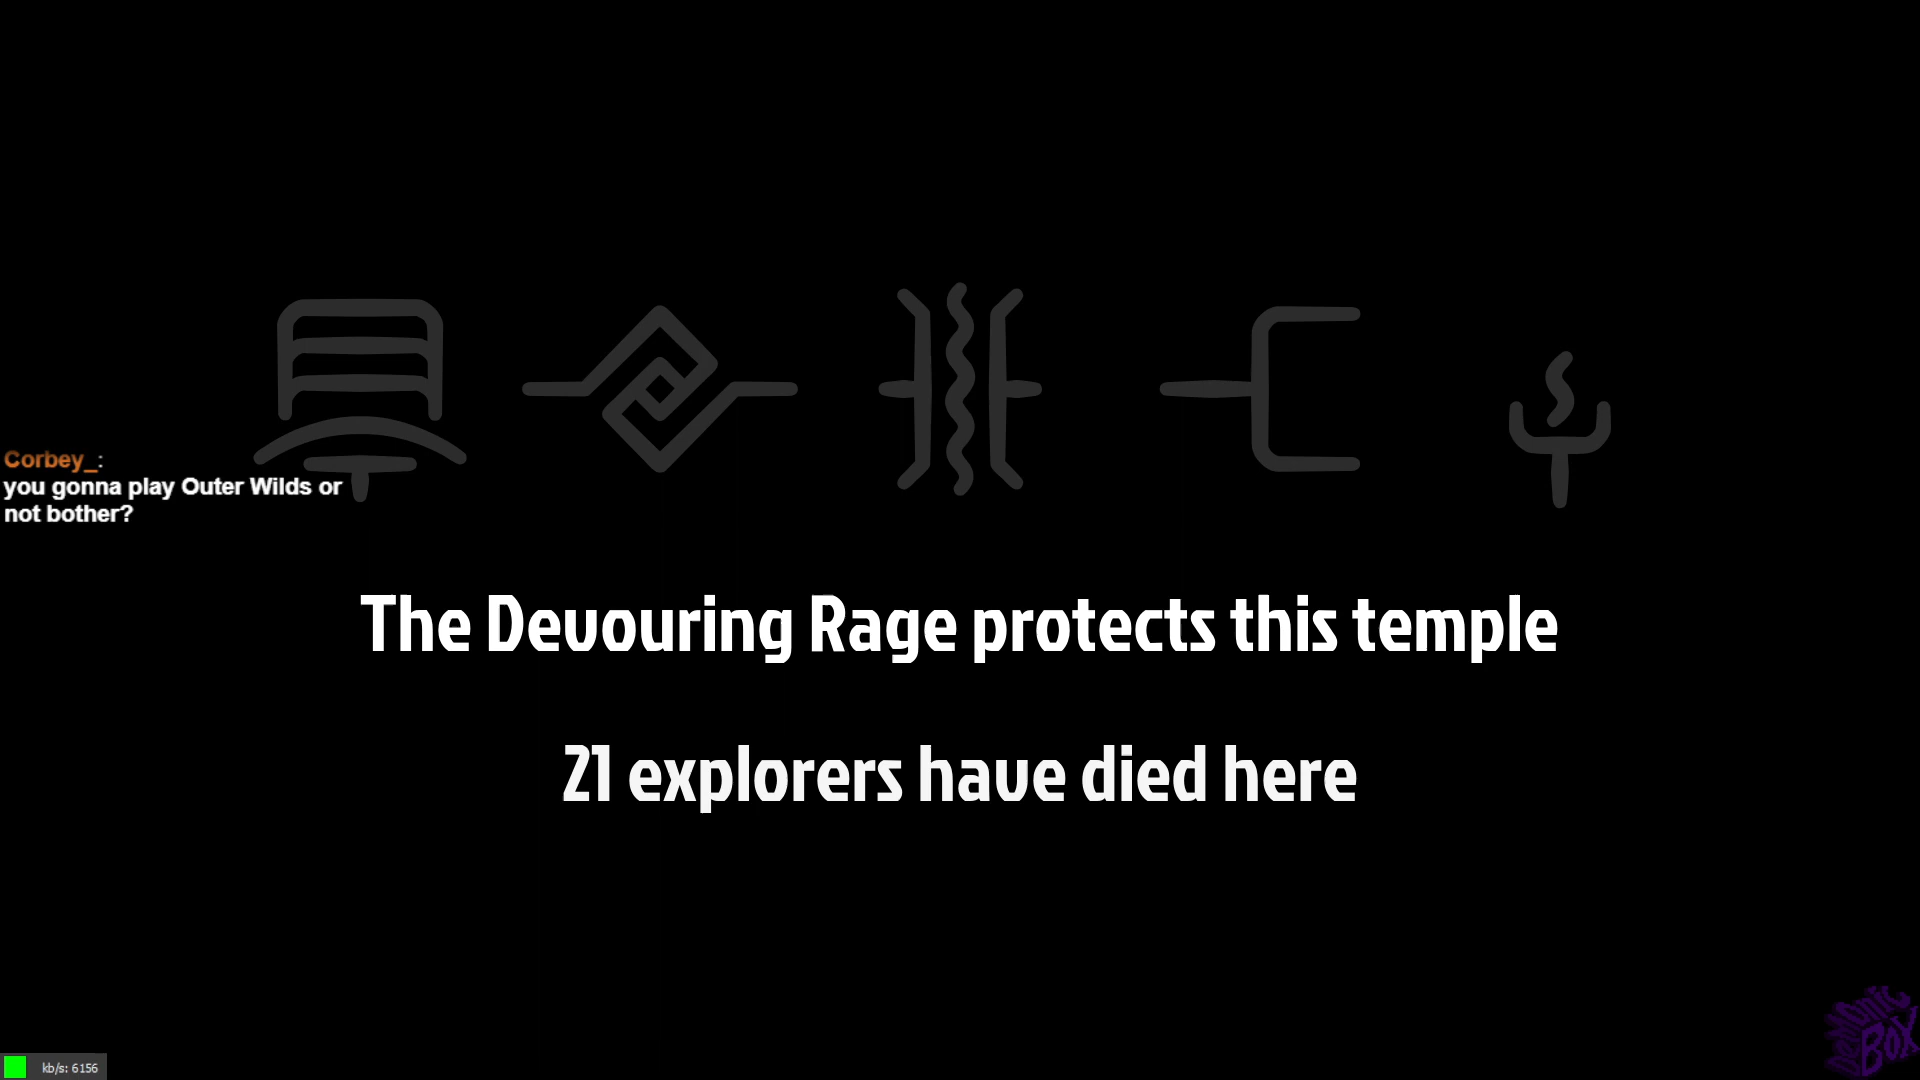 Corbey_:
you gonna play Outer Wilds or
not bother?
The Devouring Rage protects this temple
21 explorers have died here
kb/s: 6156
BOX